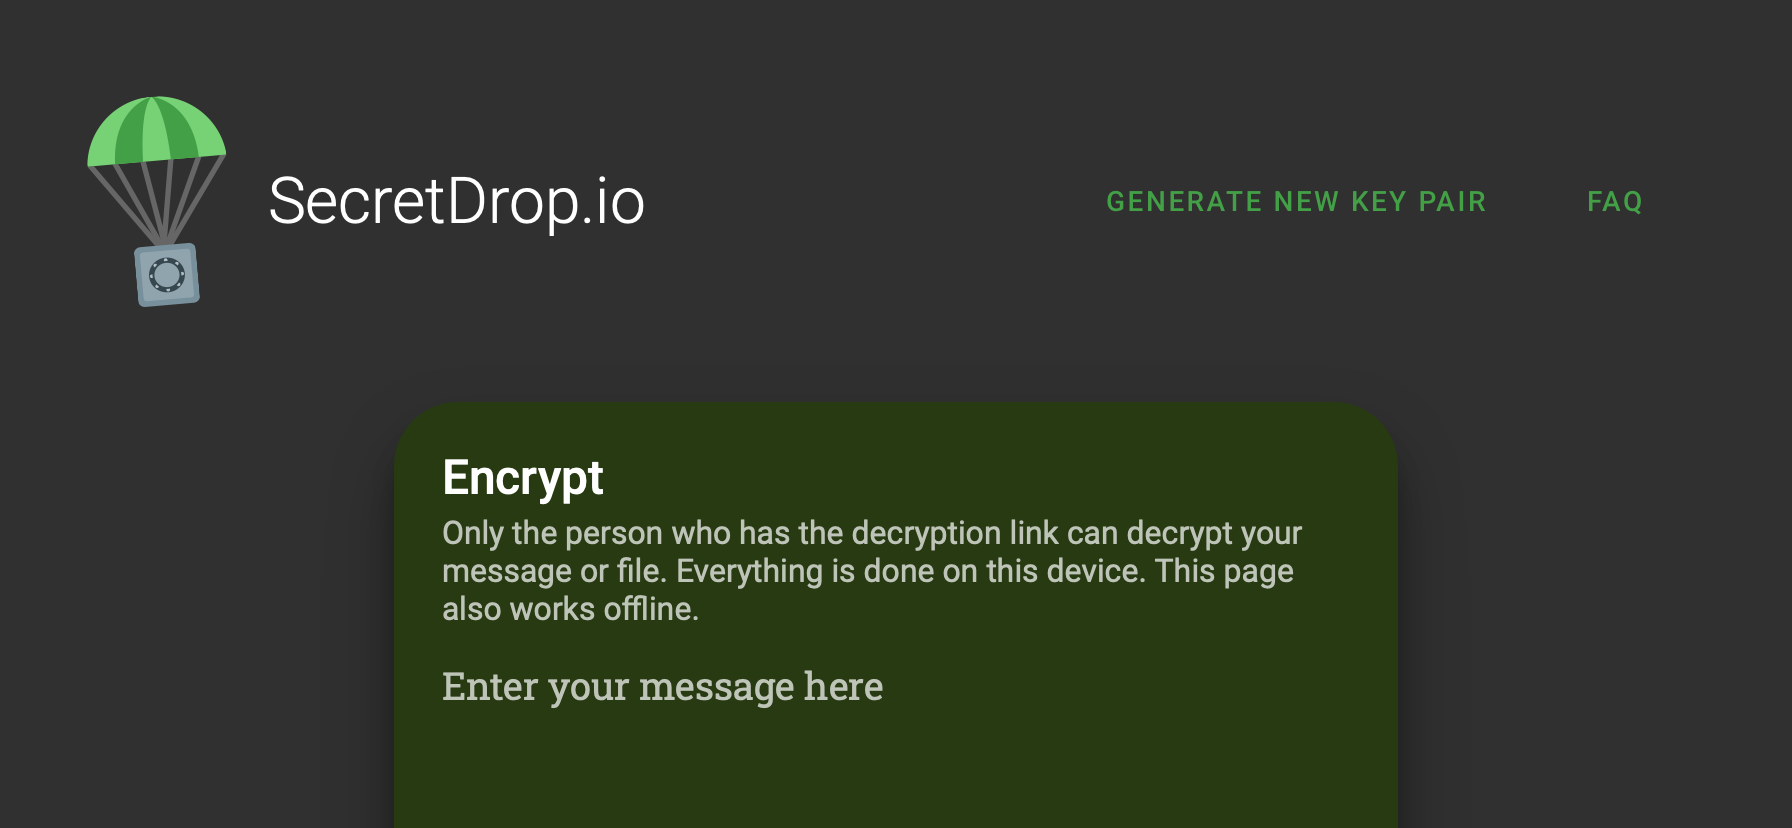 SecretDrop.io
GENERATE NEW KEY PAIR
FAQ
Encrypt
Only the person who has the decryption link can decrypt your
message or file. Everything is done on this device. This page
also works offline.
Enter your message here